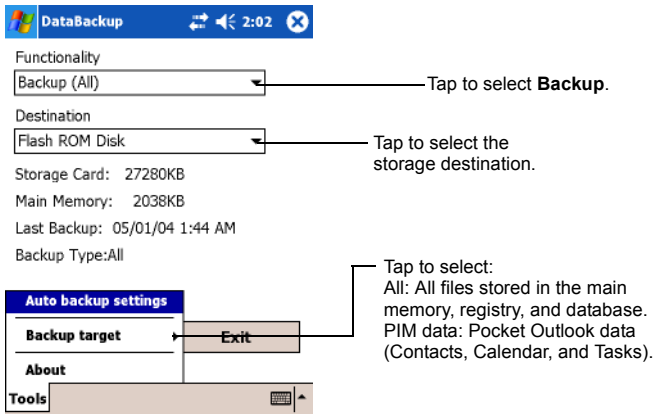 DataBackup 2:02
Functionality
Backup (All)
Tap to select Backup.
Destination
Flash ROM Disk
Tap to select the
storage destination.
Storage Card: 27280KB
Main Memory: 2038KB
Last Backup: 05/01/04 1:44 AM
Backup Type:All
Tap to select:
All: All files stored in the main
memory, registry, and database.
PIM data: Pocket Outlook data
(Contacts, Calendar, and Tasks).
Auto backup settings
Backup target
Exit
About
Tools